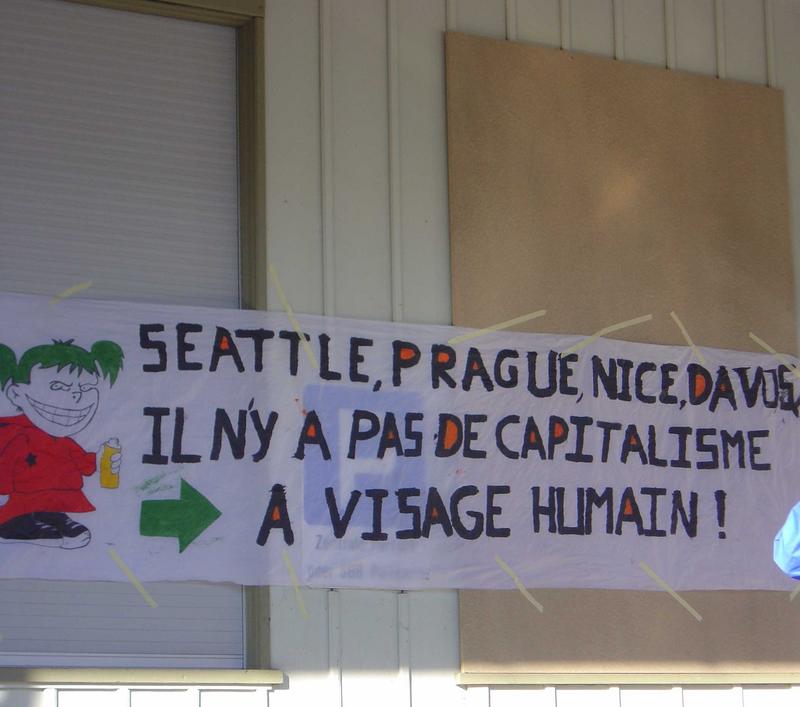 SEATTLE, PRAGUE, NICE, DAVOS,
IL N'Y A PAS DE CAPITALISME
A VISAGE HUMAIN !
P